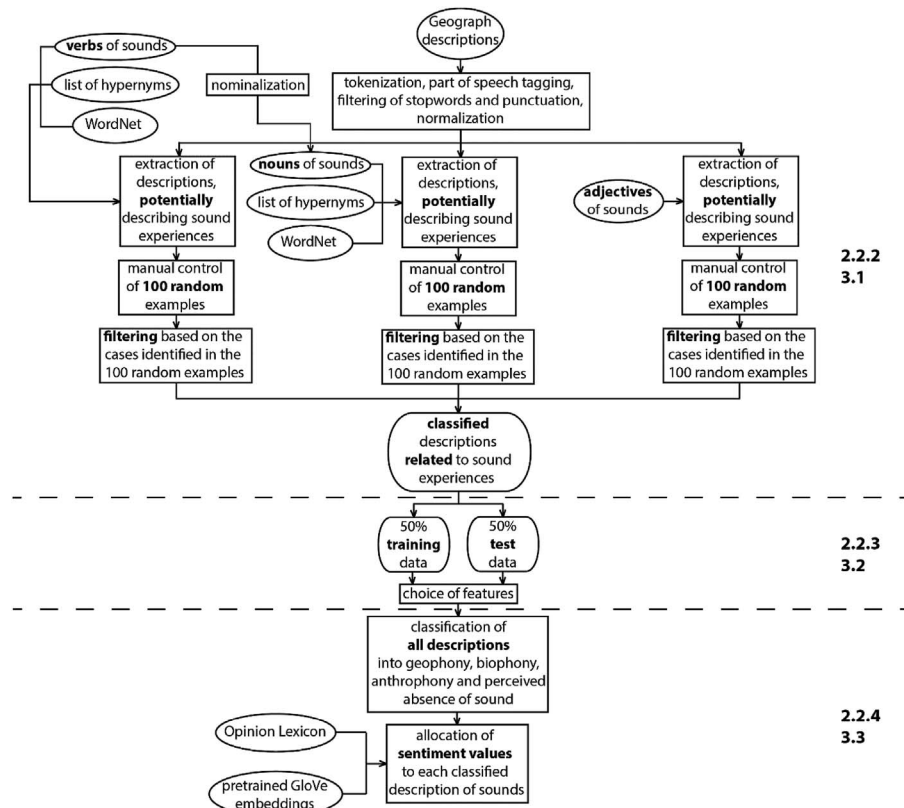 Geograph
descriptions
verbs of sounds
list of hypernyms
WordNet
nominalization
tokenization, part of speech tagging,
filtering of stopwords and punctuation,
normalization
extraction of
descriptions,
potentially
describing sound
experiences
nouns of sounds
list of hypernyms
WordNet
extraction of
descriptions,
potentially
describing sound
experiences
adjectives
of sounds
extraction of
descriptions,
potentially
describing sound
experiences
manual control
of 100 random
examples
manual control
of 100 random
examples
manual control
of 100 random
examples
2.2.2
3.1
filtering based on the
cases identified in the
100 random examples
filtering based on the
cases identified in the
100 random examples
filtering based on the
cases identified in the
100 random examples
classified
descriptions
related to sound
experiences
50%
training
data
50%
test
data
2.2.3
3.2
choice of features
classification of
all descriptions
into geophony, biophony,
anthrophony and perceived
absence of sound
Opinion Lexicon
pretrained GloVe
embeddings
allocation of
sentiment values
to each classified
description of sounds
2.2.4
3.3